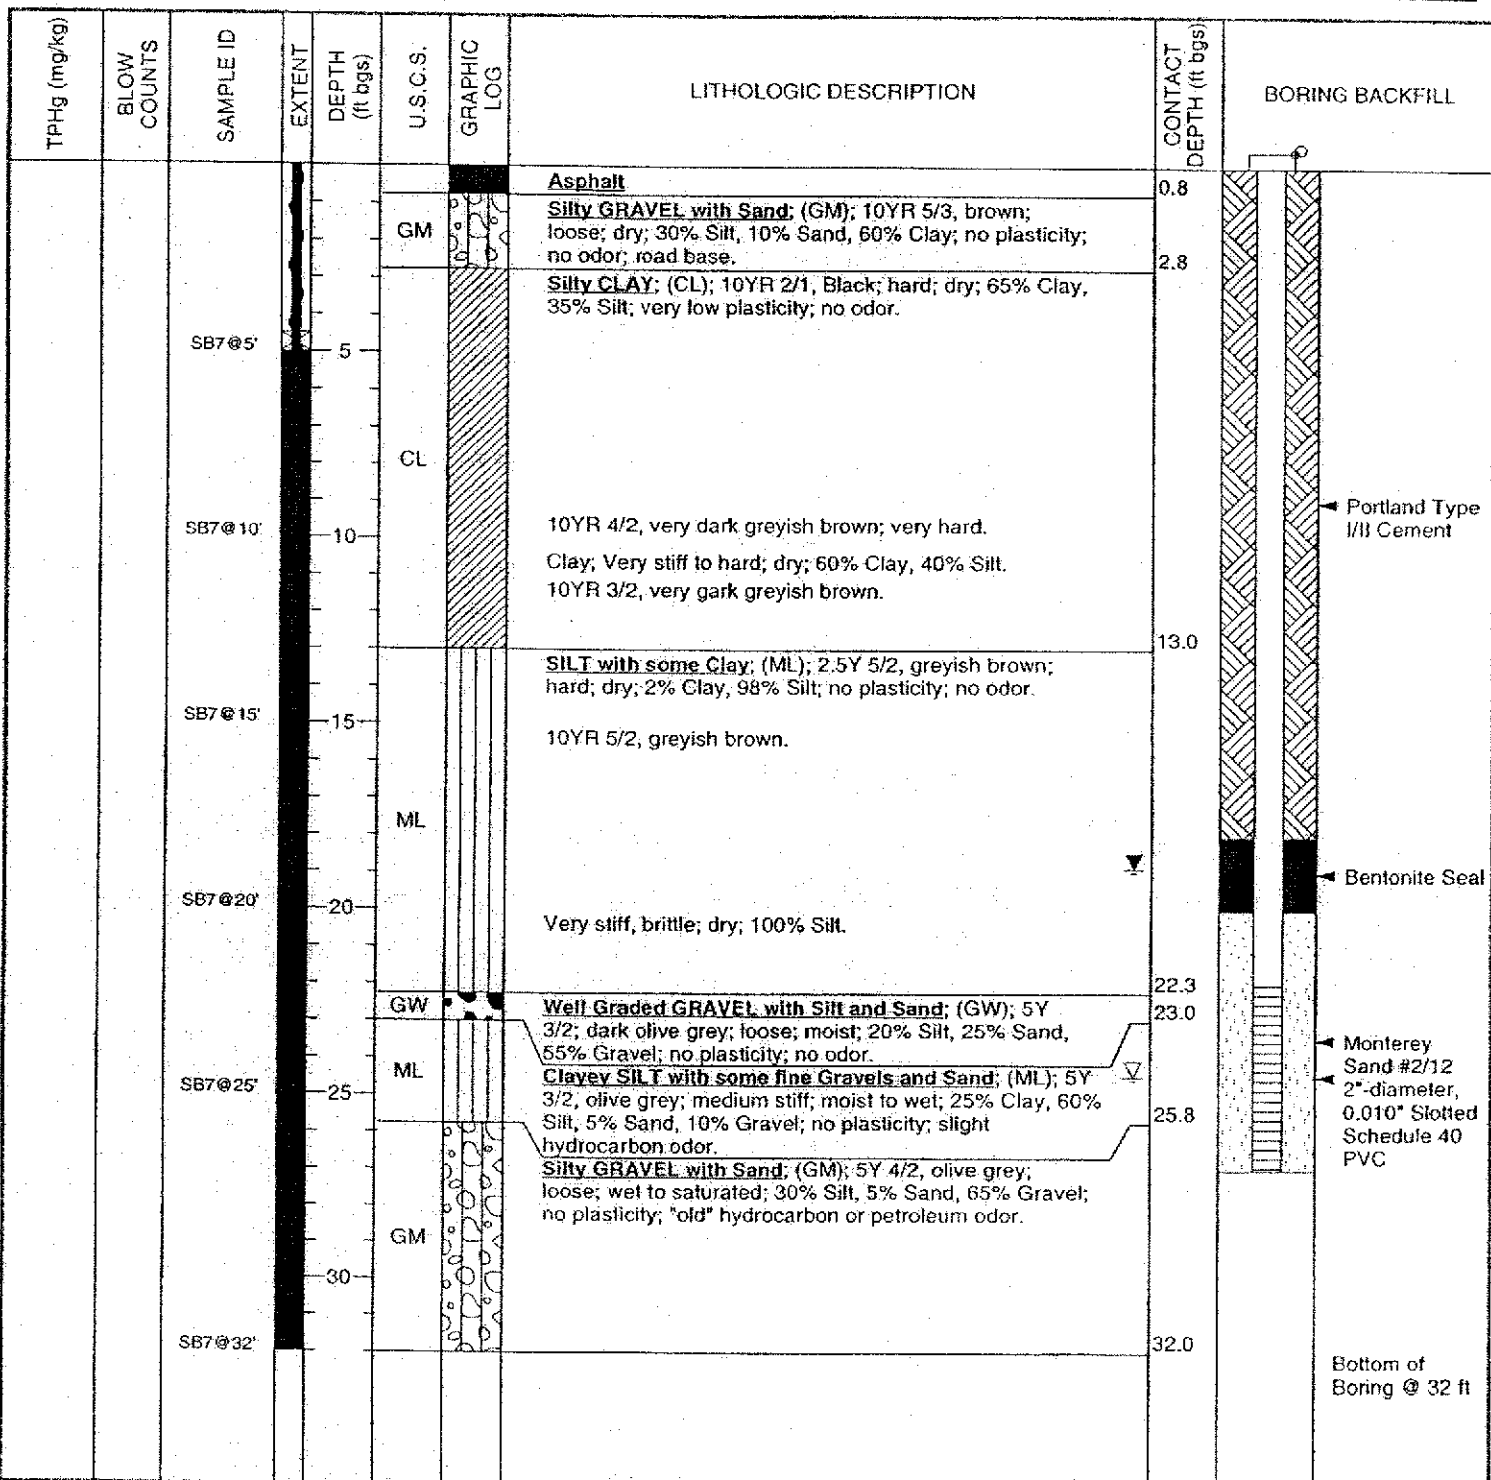 TPHg (mg/kg)
BLOW
COUNTS
SAMPLE ID
EXTENT
DEPTH
(ft bgs)
U.S.C.S.
GRAPHIC
LOG
LITHOLOGIC DESCRIPTION
CONTACT
DEPTH (ft bgs)
BORING BACKFILL
Asphalt
0.8
GM
Silty GRAVEL with Sand; (GM); 10YR 5/3, brown;
loose; dry; 30% Silt, 10% Sand, 60% Clay; no plasticity;
no odor; road base.
2.8
Silty CLAY; (CL); 10YR 2/1, Black; hard; dry; 65% Clay,
35% Silt; very low plasticity; no odor.
SB7@5'
5
CL
SB7@10'
10
10YR 4/2, very dark greyish brown; very hard.
Clay; Very stiff to hard; dry; 60% Clay, 40% Silt.
10YR 3/2, very gark greyish brown.
Portland Type
I/II Cement
13.0
SILT with some Clay; (ML); 2.5Y 5/2, greyish brown;
hard; dry; 2% Clay, 98% Silt; no plasticity; no odor.
SB7@15'
15
10YR 5/2, greyish brown.
ML
Bentonite Seal
SB7@20'
20
Very stiff, brittle; dry; 100% Silt.
22.3
GW
Well Graded GRAVEL with Silt and Sand; (GW); 5Y
3/2; dark olive grey; loose; moist; 20% Silt, 25% Sand,
55% Gravel; no plasticity; no odor.
23.0
ML
SB7@25'
25
Clayey SILT with some fine Gravels and Sand; (ML); 5Y
3/2, olive grey; medium stiff; moist to wet; 25% Clay, 60%
Silt, 5% Sand, 10% Gravel; no plasticity; slight
hydrocarbon odor.
25.8
Monterey
Sand #2/12
2"-diameter,
0.010" Slotted
Schedule 40
PVC
Silty GRAVEL with Sand; (GM); 5Y 4/2, olive grey;
loose; wet to saturated; 30% Silt, 5% Sand, 65% Gravel;
no plasticity; "old" hydrocarbon or petroleum odor.
GM
30
SB7@32'
32.0
Bottom of
Boring @ 32 ft